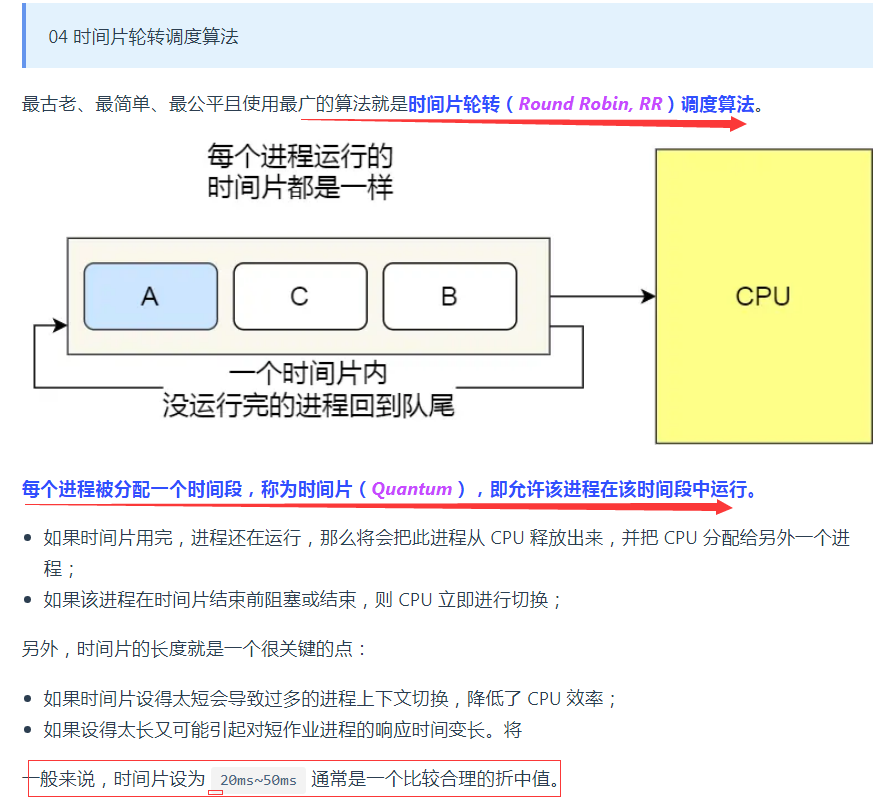 04 时间片轮转调度算法
最古老、最简单、最公平且使用最广的算法就是时间片轮转（Round Robin, RR）调度算法。
每个进程运行的
时间片都是一样
A
C
B
CPU
一个时间片内
没运行完的进程回到队尾
每个进程被分配一个时间段，称为时间片（Quantum），即允许该进程在该时间段中运行。
如果时间片用完，进程还在运行，那么将会把此进程从 CPU 释放出来，并把 CPU 分配给另外一个进
程；
如果该进程在时间片结束前阻塞或结束，则 CPU 立即进行切换；
另外，时间片的长度就是一个很关键的点：
如果时间片设得太短会导致过多的进程上下文切换，降低了 CPU 效率；
如果设得太长又可能引起对短作业进程的响应时间变长。将
一般来说，时间片设为 20ms~50ms 通常是一个比较合理的折中值。